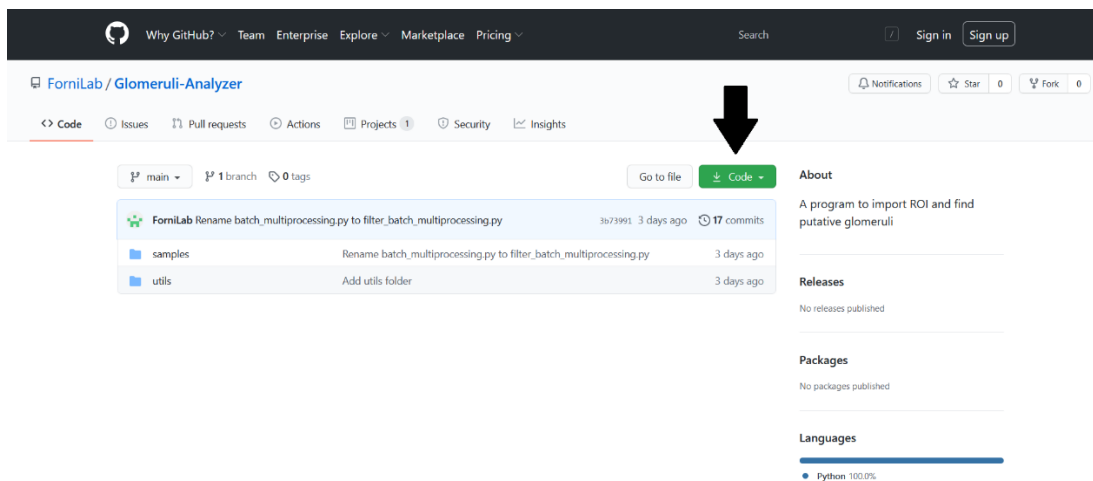 Why GitHub? Team Enterprise Explore Marketplace Pricing Search / Sign in Sign up
ForniLab / Glomeruli-Analyzer Notifications Star 0 Fork 0
<> Code Issues Pull requests Actions Projects 1 Security Insights
main 1 branch 0 tags Go to file Code
ForniLab Rename batch_multiprocessing.py to filter_batch_multiprocessing.py 3b73991 3 days ago 17 commits
samples Rename batch_multiprocessing.py to filter_batch_multiprocessing.py 3 days ago
utils Add utils folder 3 days ago
About
A program to import ROI and find
putative glomeruli
Releases
No releases published
Packages
No packages published
Languages
Python 100.0%